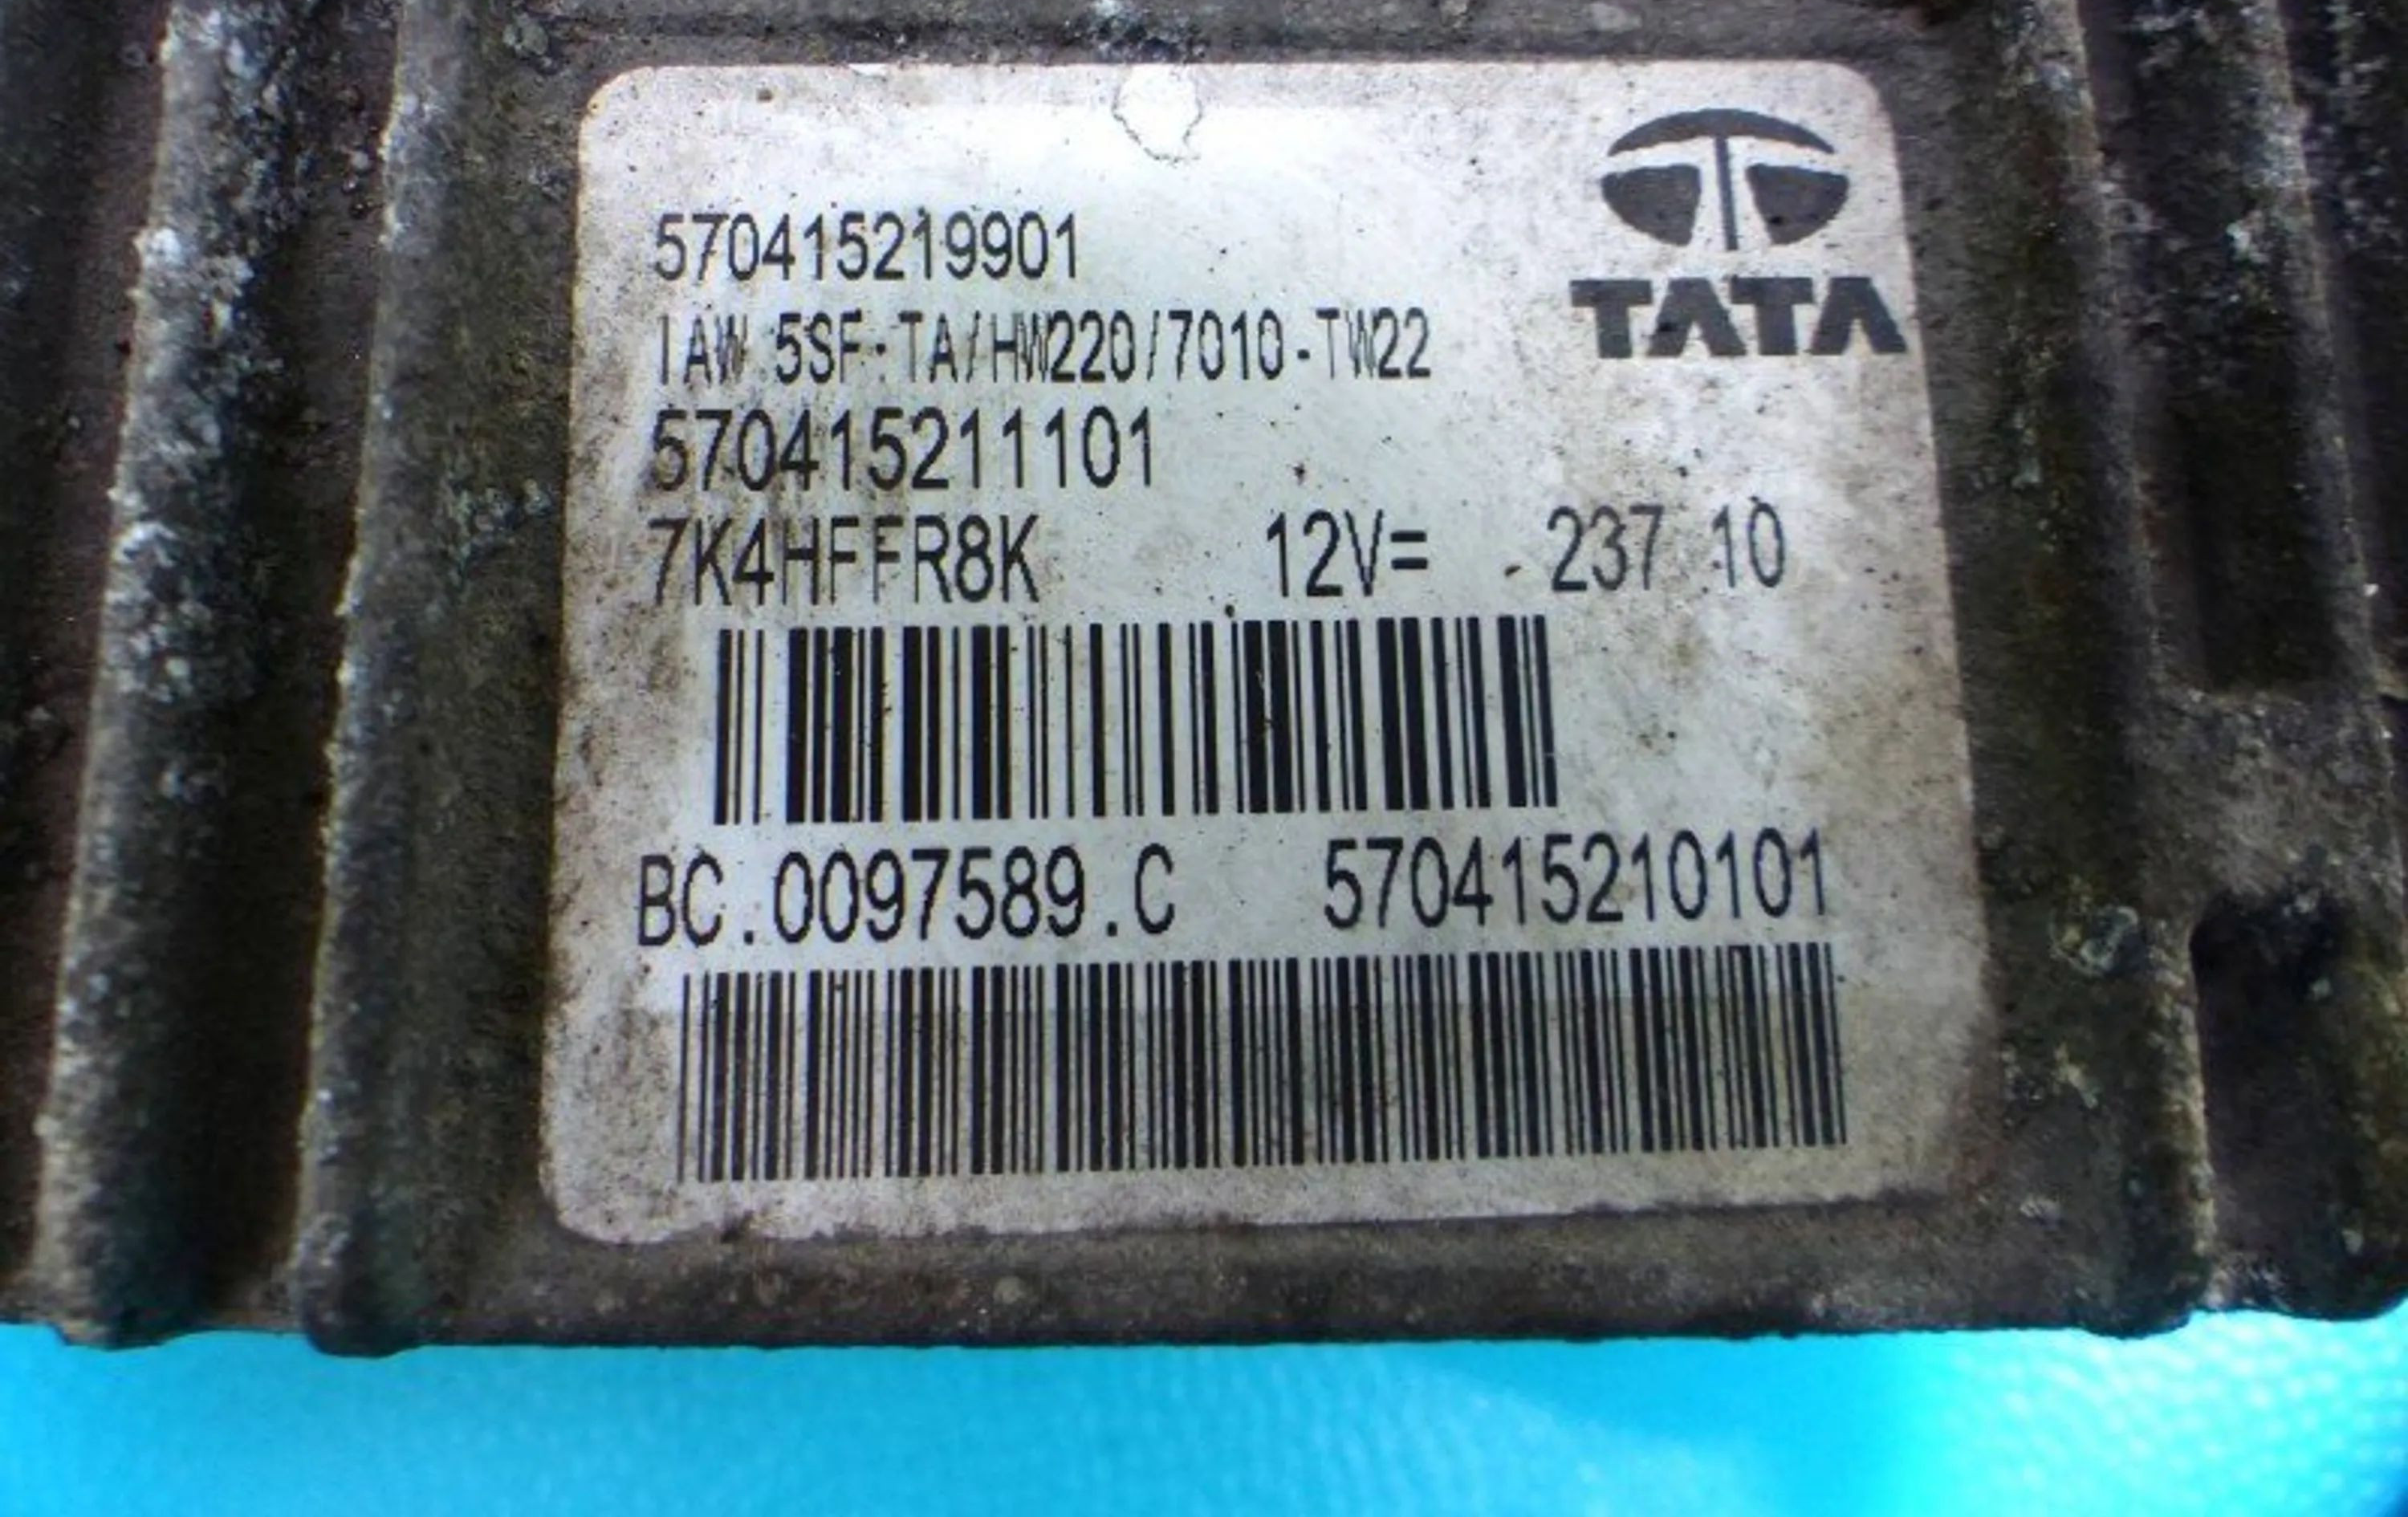 TATA
570415219901
IAW 5SF.TA/HW220/7010-TW22
570415211101
7K4HFFR8K 12V= 237 10
BC.0097589.C 570415210101